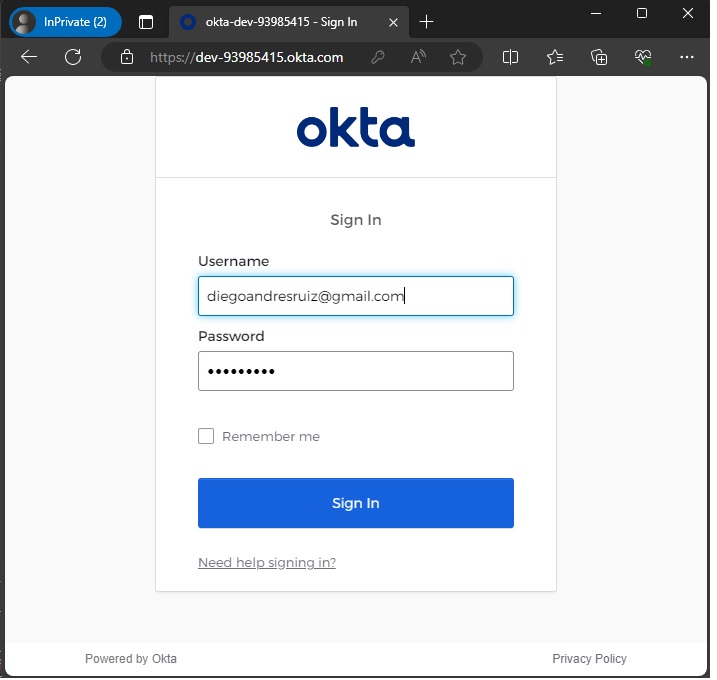 InPrivate (2)
okta-dev-93985415 - Sign In
https://dev-93985415.okta.com
okta
Sign In
Username
diegoandresruiz@gmail.com
Password
•••••••••
Remember me
Sign In
Need help signing in?
Powered by Okta
Privacy Policy